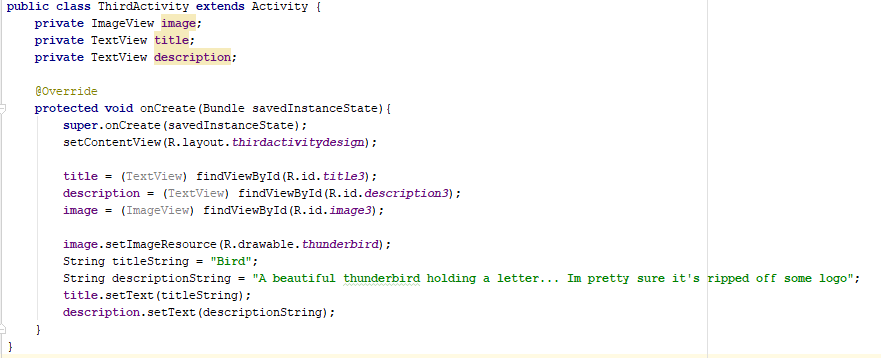 public class ThirdActivity extends Activity {
    private ImageView image;
    private TextView title;
    private TextView description;

    @Override
    protected void onCreate(Bundle savedInstanceState){
        super.onCreate(savedInstanceState);
        setContentView(R.layout.thirdactivitydesign);

        title = (TextView) findViewById(R.id.title3);
        description = (TextView) findViewById(R.id.description3);
        image = (ImageView) findViewById(R.id.image3);

        image.setImageResource(R.drawable.thunderbird);
        String titleString = "Bird";
        String descriptionString = "A beautiful thunderbird holding a letter... Im pretty sure it's ripped off some logo";
        title.setText(titleString);
        description.setText(descriptionString);
    }
}